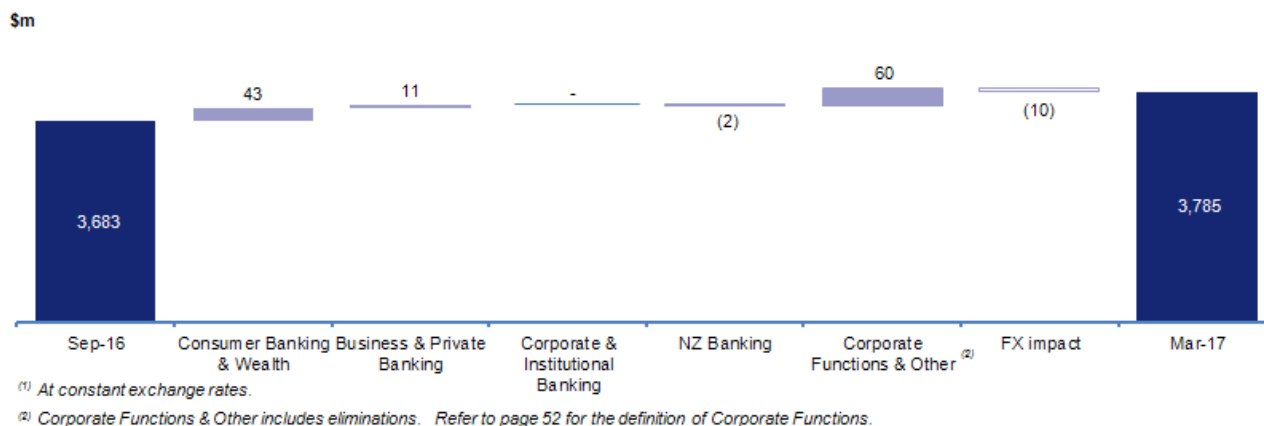 $m
43
11
-
(2)
60
(10)
3,683
3,785
Sep-16
Consumer Banking
& Wealth
Business & Private
Banking
Corporate &
Institutional
Banking
NZ Banking
Corporate
Functions & Other (2)
FX impact
Mar-17
(1) At constant exchange rates.
(2) Corporate Functions & Other includes eliminations. Refer to page 52 for the definition of Corporate Functions.